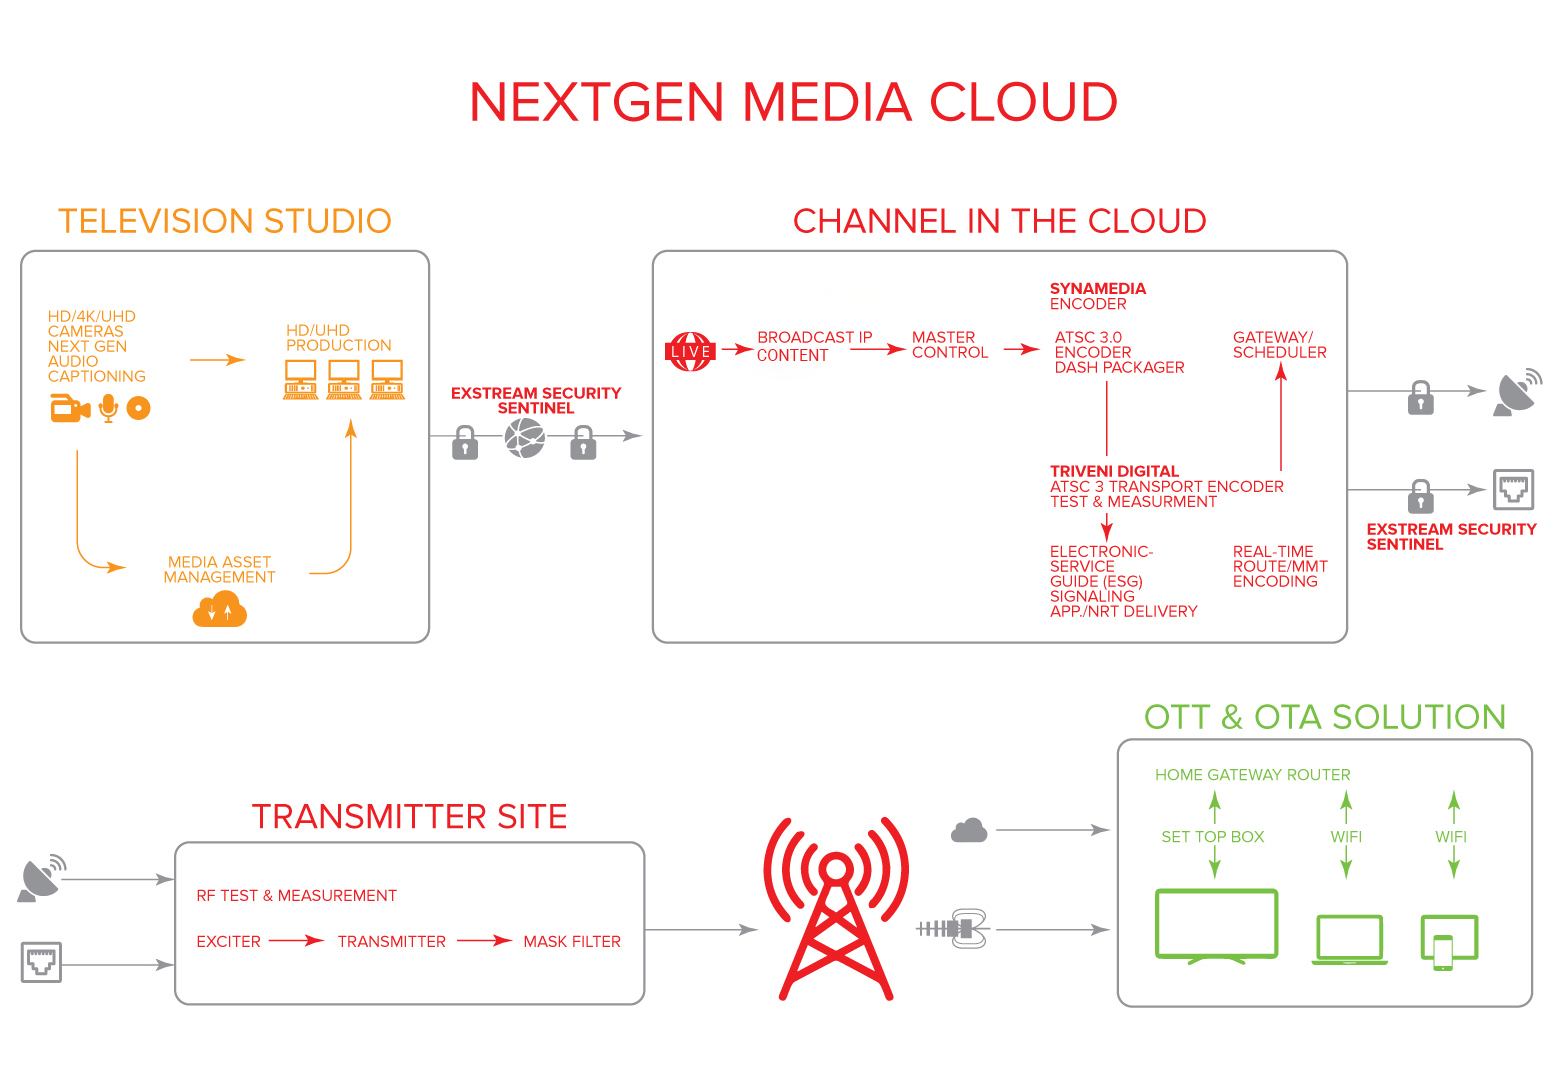 NEXTGEN MEDIA CLOUD
TELEVISION STUDIO
HD/4K/UHD
CAMERAS
NEXT GEN
AUDIO
CAPTIONING
HD/UHD
PRODUCTION
MEDIA ASSET
MANAGEMENT
EXSTREAM SECURITY
SENTINEL
CHANNEL IN THE CLOUD
LIVE
BROADCAST IP
CONTENT
MASTER
CONTROL
SYNAMEDIA
ENCODER
ATSC 3.0
ENCODER
DASH PACKAGER
GATEWAY/
SCHEDULER
TRIVENI DIGITAL
ATSC 3 TRANSPORT ENCODER
TEST & MEASURMENT
ELECTRONIC-
SERVICE
GUIDE (ESG)
SIGNALING
APP./NRT DELIVERY
REAL-TIME
ROUTE/MMT
ENCODING
EXSTREAM SECURITY
SENTINEL
TRANSMITTER SITE
RF TEST & MEASUREMENT
EXCITER
TRANSMITTER
MASK FILTER
OTT & OTA SOLUTION
HOME GATEWAY ROUTER
SET TOP BOX
WIFI
WIFI